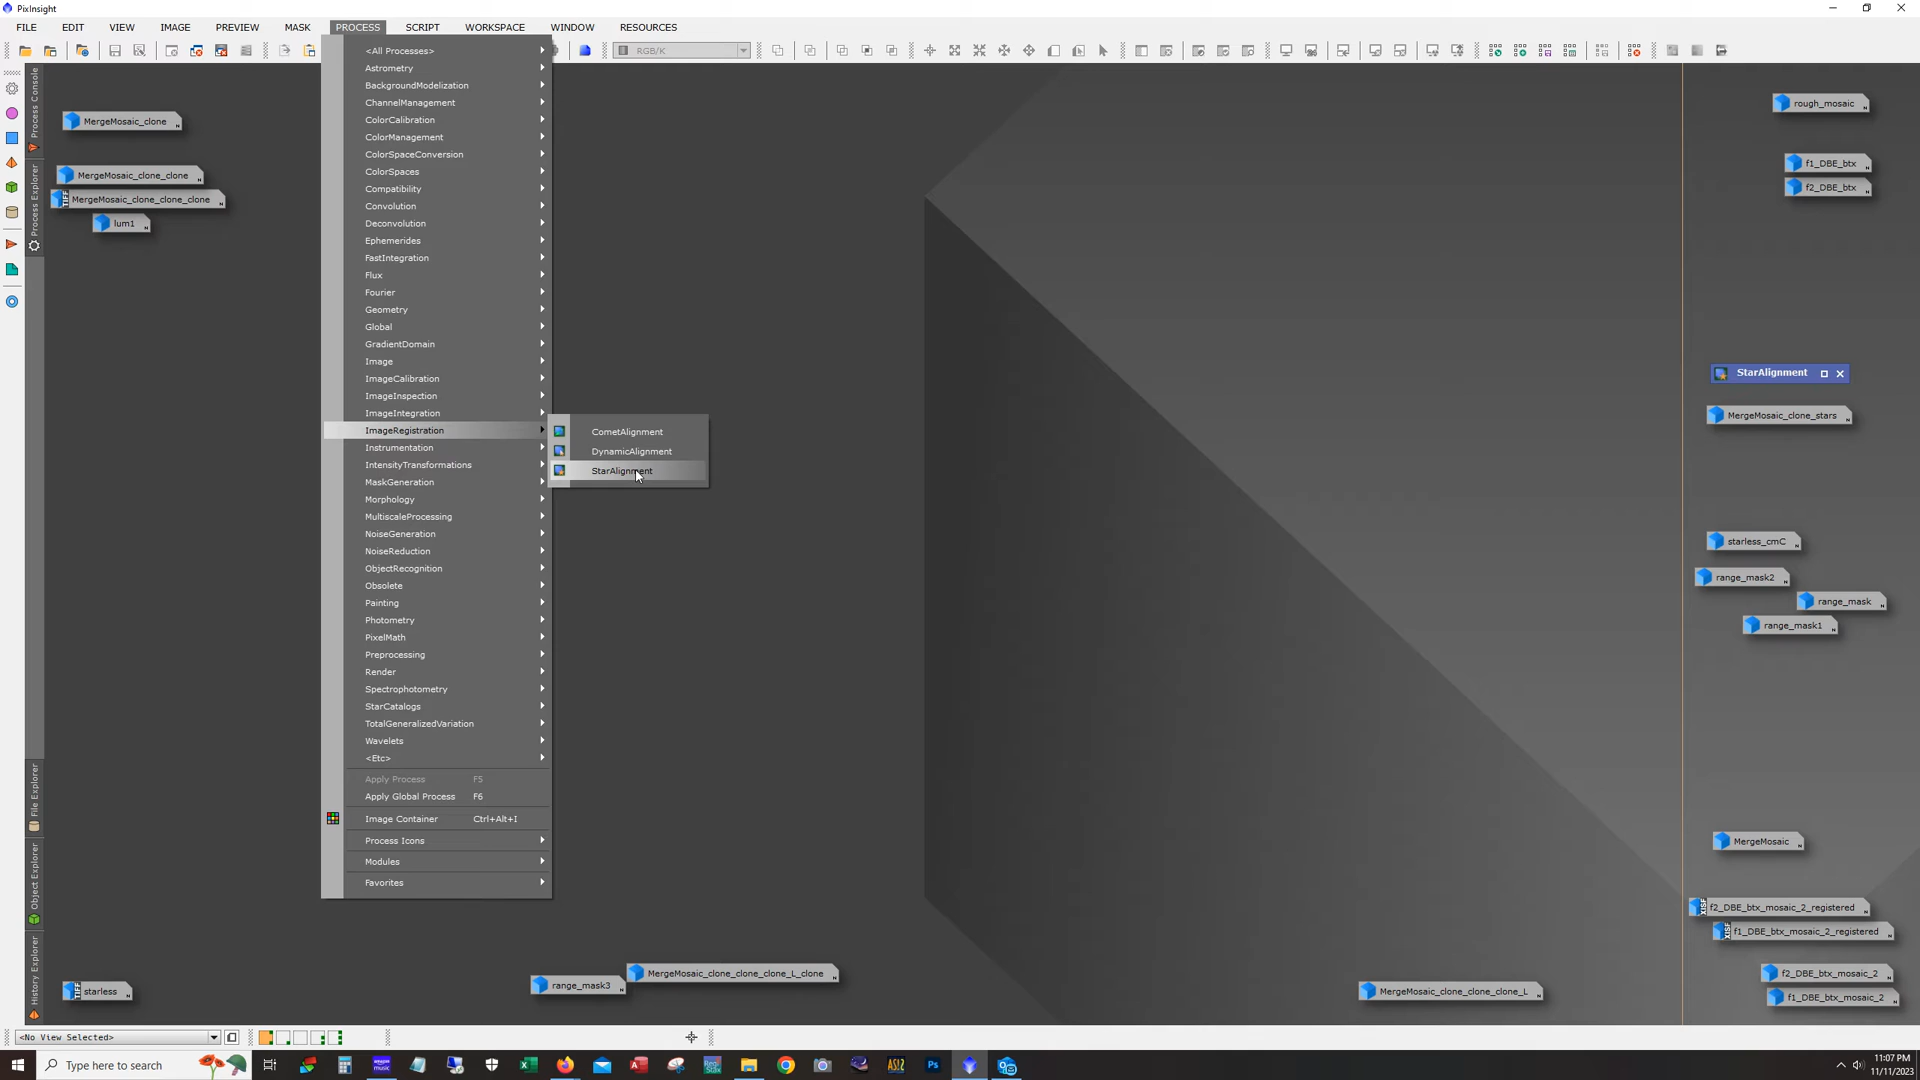 PixInsight
FILE EDIT VIEW IMAGE PREVIEW MASK PROCESS SCRIPT WORKSPACE WINDOW RESOURCES
RGB/K
Process Console
Process Explorer
File Explorer
Object Explorer
History Explorer
MergeMosaic_clone
MergeMosaic_clone_clone
MergeMosaic_clone_clone_clone
lum1
<All Processes>
Astrometry
BackgroundModelization
ChannelManagement
ColorCalibration
ColorManagement
ColorSpaceConversion
ColorSpaces
Compatibility
Convolution
Deconvolution
Ephemerides
FastIntegration
Flux
Fourier
Geometry
Global
GradientDomain
Image
ImageCalibration
ImageInspection
ImageIntegration
ImageRegistration
Instrumentation
IntensityTransformations
MaskGeneration
Morphology
MultiscaleProcessing
NoiseGeneration
NoiseReduction
ObjectRecognition
Obsolete
Painting
Photometry
PixelMath
Preprocessing
Render
Spectrophotometry
StarCatalogs
TotalGeneralizedVariation
Wavelets
<Etc>
Apply Process F5
Apply Global Process F6
Image Container Ctrl+Alt+I
Process Icons
Modules
Favorites
CometAlignment
DynamicAlignment
StarAlignment
rough_mosaic
f1_DBE_btx
f2_DBE_btx
StarAlignment
MergeMosaic_clone_stars
starless_cmC
range_mask2
range_mask
range_mask1
MergeMosaic
XISF f2_DBE_btx_mosaic_2_registered
XISF f1_DBE_btx_mosaic_2_registered
f2_DBE_btx_mosaic_2
f1_DBE_btx_mosaic_2
TIFF starless
range_mask3
MergeMosaic_clone_clone_clone_L_clone
MergeMosaic_clone_clone_clone_L
<No View Selected>
Type here to search
11:07 PM
11/11/2023